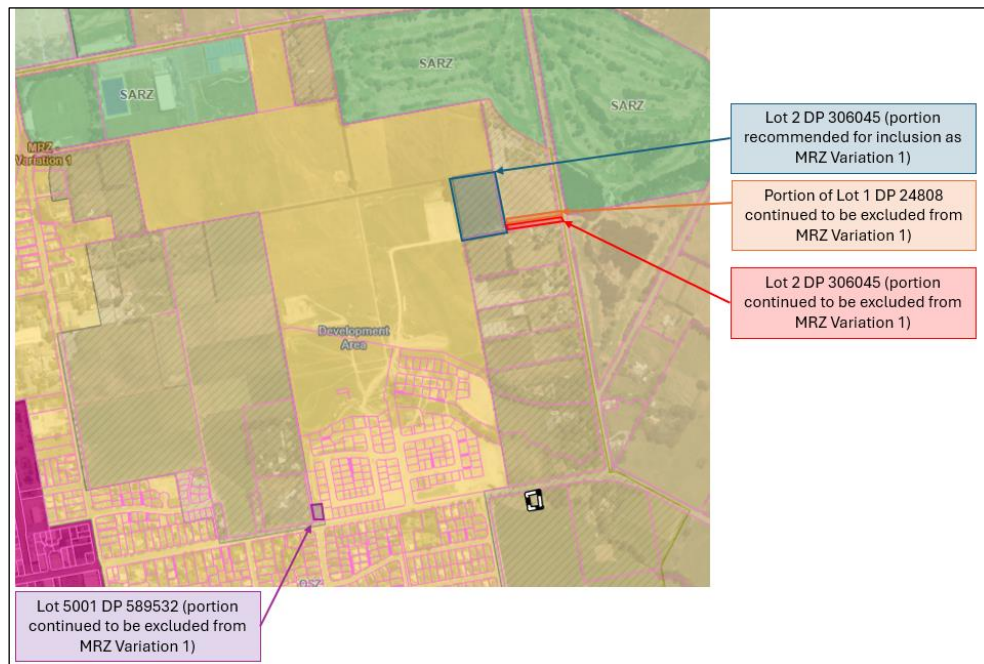 SARZ
SARZ
SARZ
MRZ -
Variation 1
Lot 2 DP 306045 (portion
recommended for inclusion as
MRZ Variation 1)
Portion of Lot 1 DP 24808
continued to be excluded from
MRZ Variation 1)
Lot 2 DP 306045 (portion
continued to be excluded from
MRZ Variation 1)
Development
Area
OSZ
Lot 5001 DP 589532 (portion
continued to be excluded from
MRZ Variation 1)